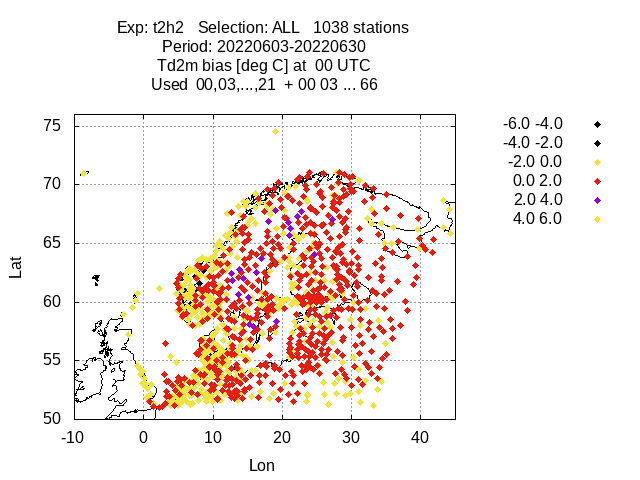 Exp: t2h2 Selection: ALL 1038 stations
Period: 20220603-20220630
Td2m bias [deg C] at 00 UTC
Used 00,03,...,21 + 00 03 ... 66
-6.0 -4.0
-4.0 -2.0
-2.0 0.0
0.0 2.0
2.0 4.0
4.0 6.0
75
70
65
60
55
50
Lat
-10 0 10 20 30 40
Lon